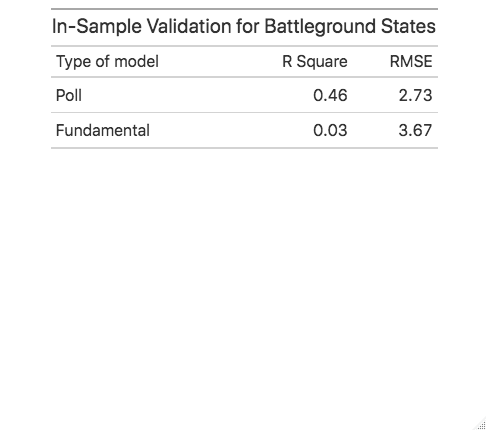 In-Sample Validation for Battleground States
Type of model R Square RMSE
Poll 0.46 2.73
Fundamental 0.03 3.67